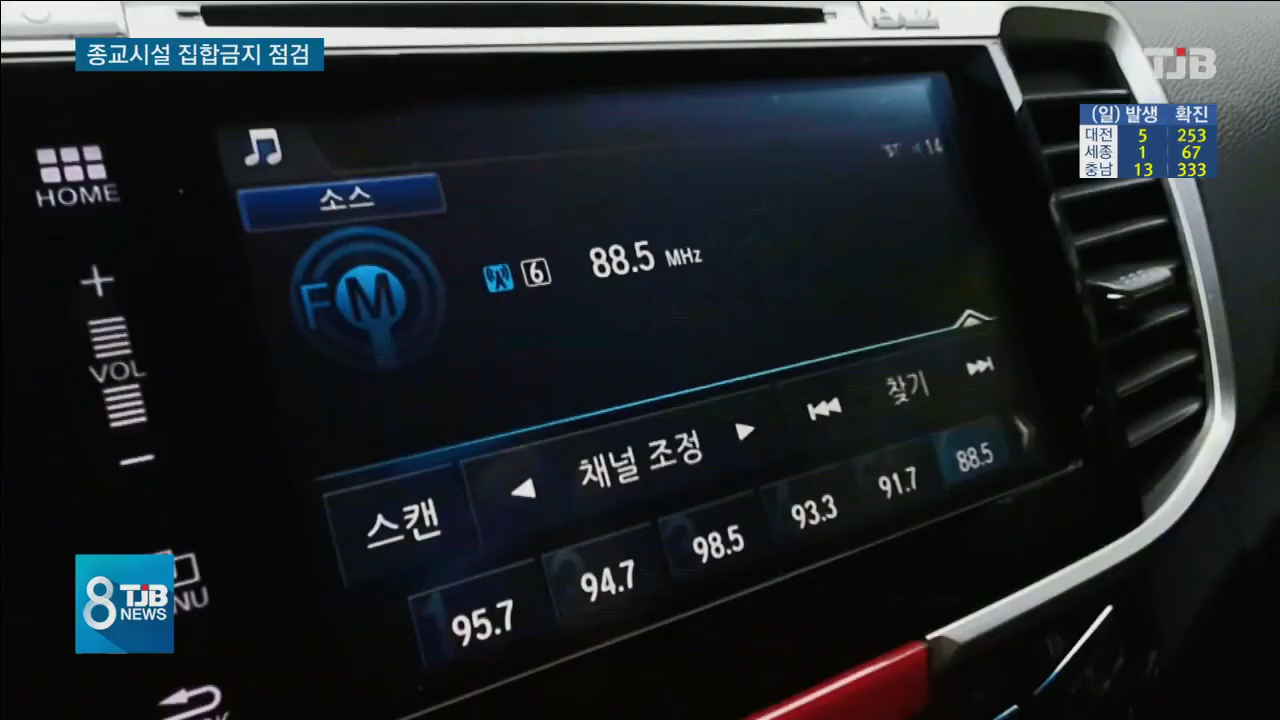 종교시설 집합금지 점검
TJB
(일) 발생 확진
대전 5 253
세종 1 67
충남 13 333
HOME
소스
FM
6 88.5 MHz
VOL
찾기
채널 조정
스캔
95.7 94.7 98.5 93.3 91.7 88.5
8 TJB NEWS